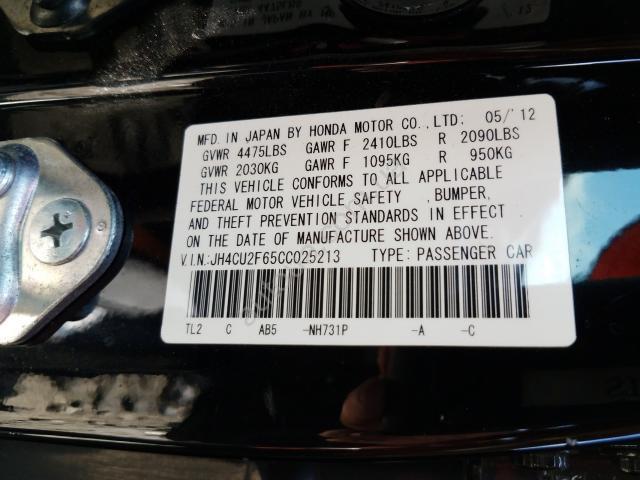 MFD. IN JAPAN BY HONDA MOTOR CO., LTD: 05/'12
GVWR 4475LBS GAWR F 2410LBS R 2090LBS
GVWR 2030KG GAWR F 1095KG R 950KG
THIS VEHICLE CONFORMS TO ALL APPLICABLE
FEDERAL MOTOR VEHICLE SAFETY , BUMPER,
AND THEFT PREVENTION STANDARDS IN EFFECT
ON THE DATE OF MANUFACTURE SHOWN ABOVE.
V.I.N.:JH4CU2F65CC025213 TYPE: PASSENGER CAR
TL2 C AB5 -NH731P -A -C